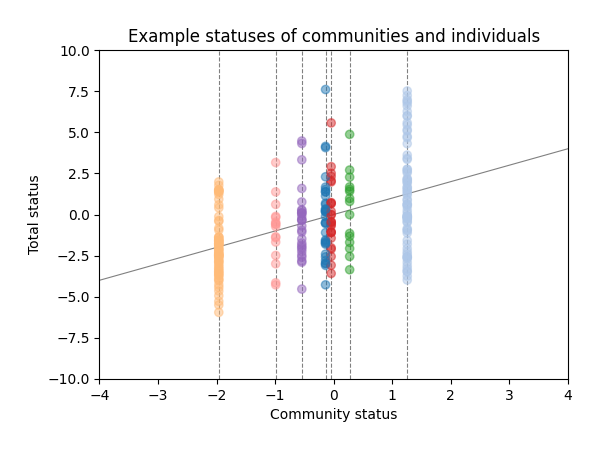 Example statuses of communities and individuals
10.0
7.5
5.0
2.5
0.0
−2.5
−5.0
−7.5
−10.0
Total status
−4 −3 −2 −1 0 1 2 3 4
Community status